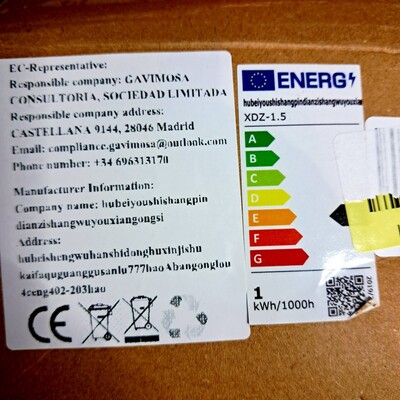 EC-Representative:
Responsible company: GAVIMOSA
CONSULTORIA, SOCIEDAD LIMITADA
Responsible company address:
CASTELLANA 9144, 28046 Madrid
Email: compliance.gavimosa@outlook.com
Phone number: +34 696313170
Manufacturer Information:
Company name: hubeiyoushishangpin
dianzishangwuyouxiangongsi
Address:
hubeishengwuhanshidonghuxinjishu
kaifaquguanggusanlu777hao4bangonglou
4ceng402-203hao
CE
ENERG
hubeiyoushishangpindianzishangwuyouxian
XDZ-1.5
A
B
C
D
E
F
G
1
kWh/1000h
2019/